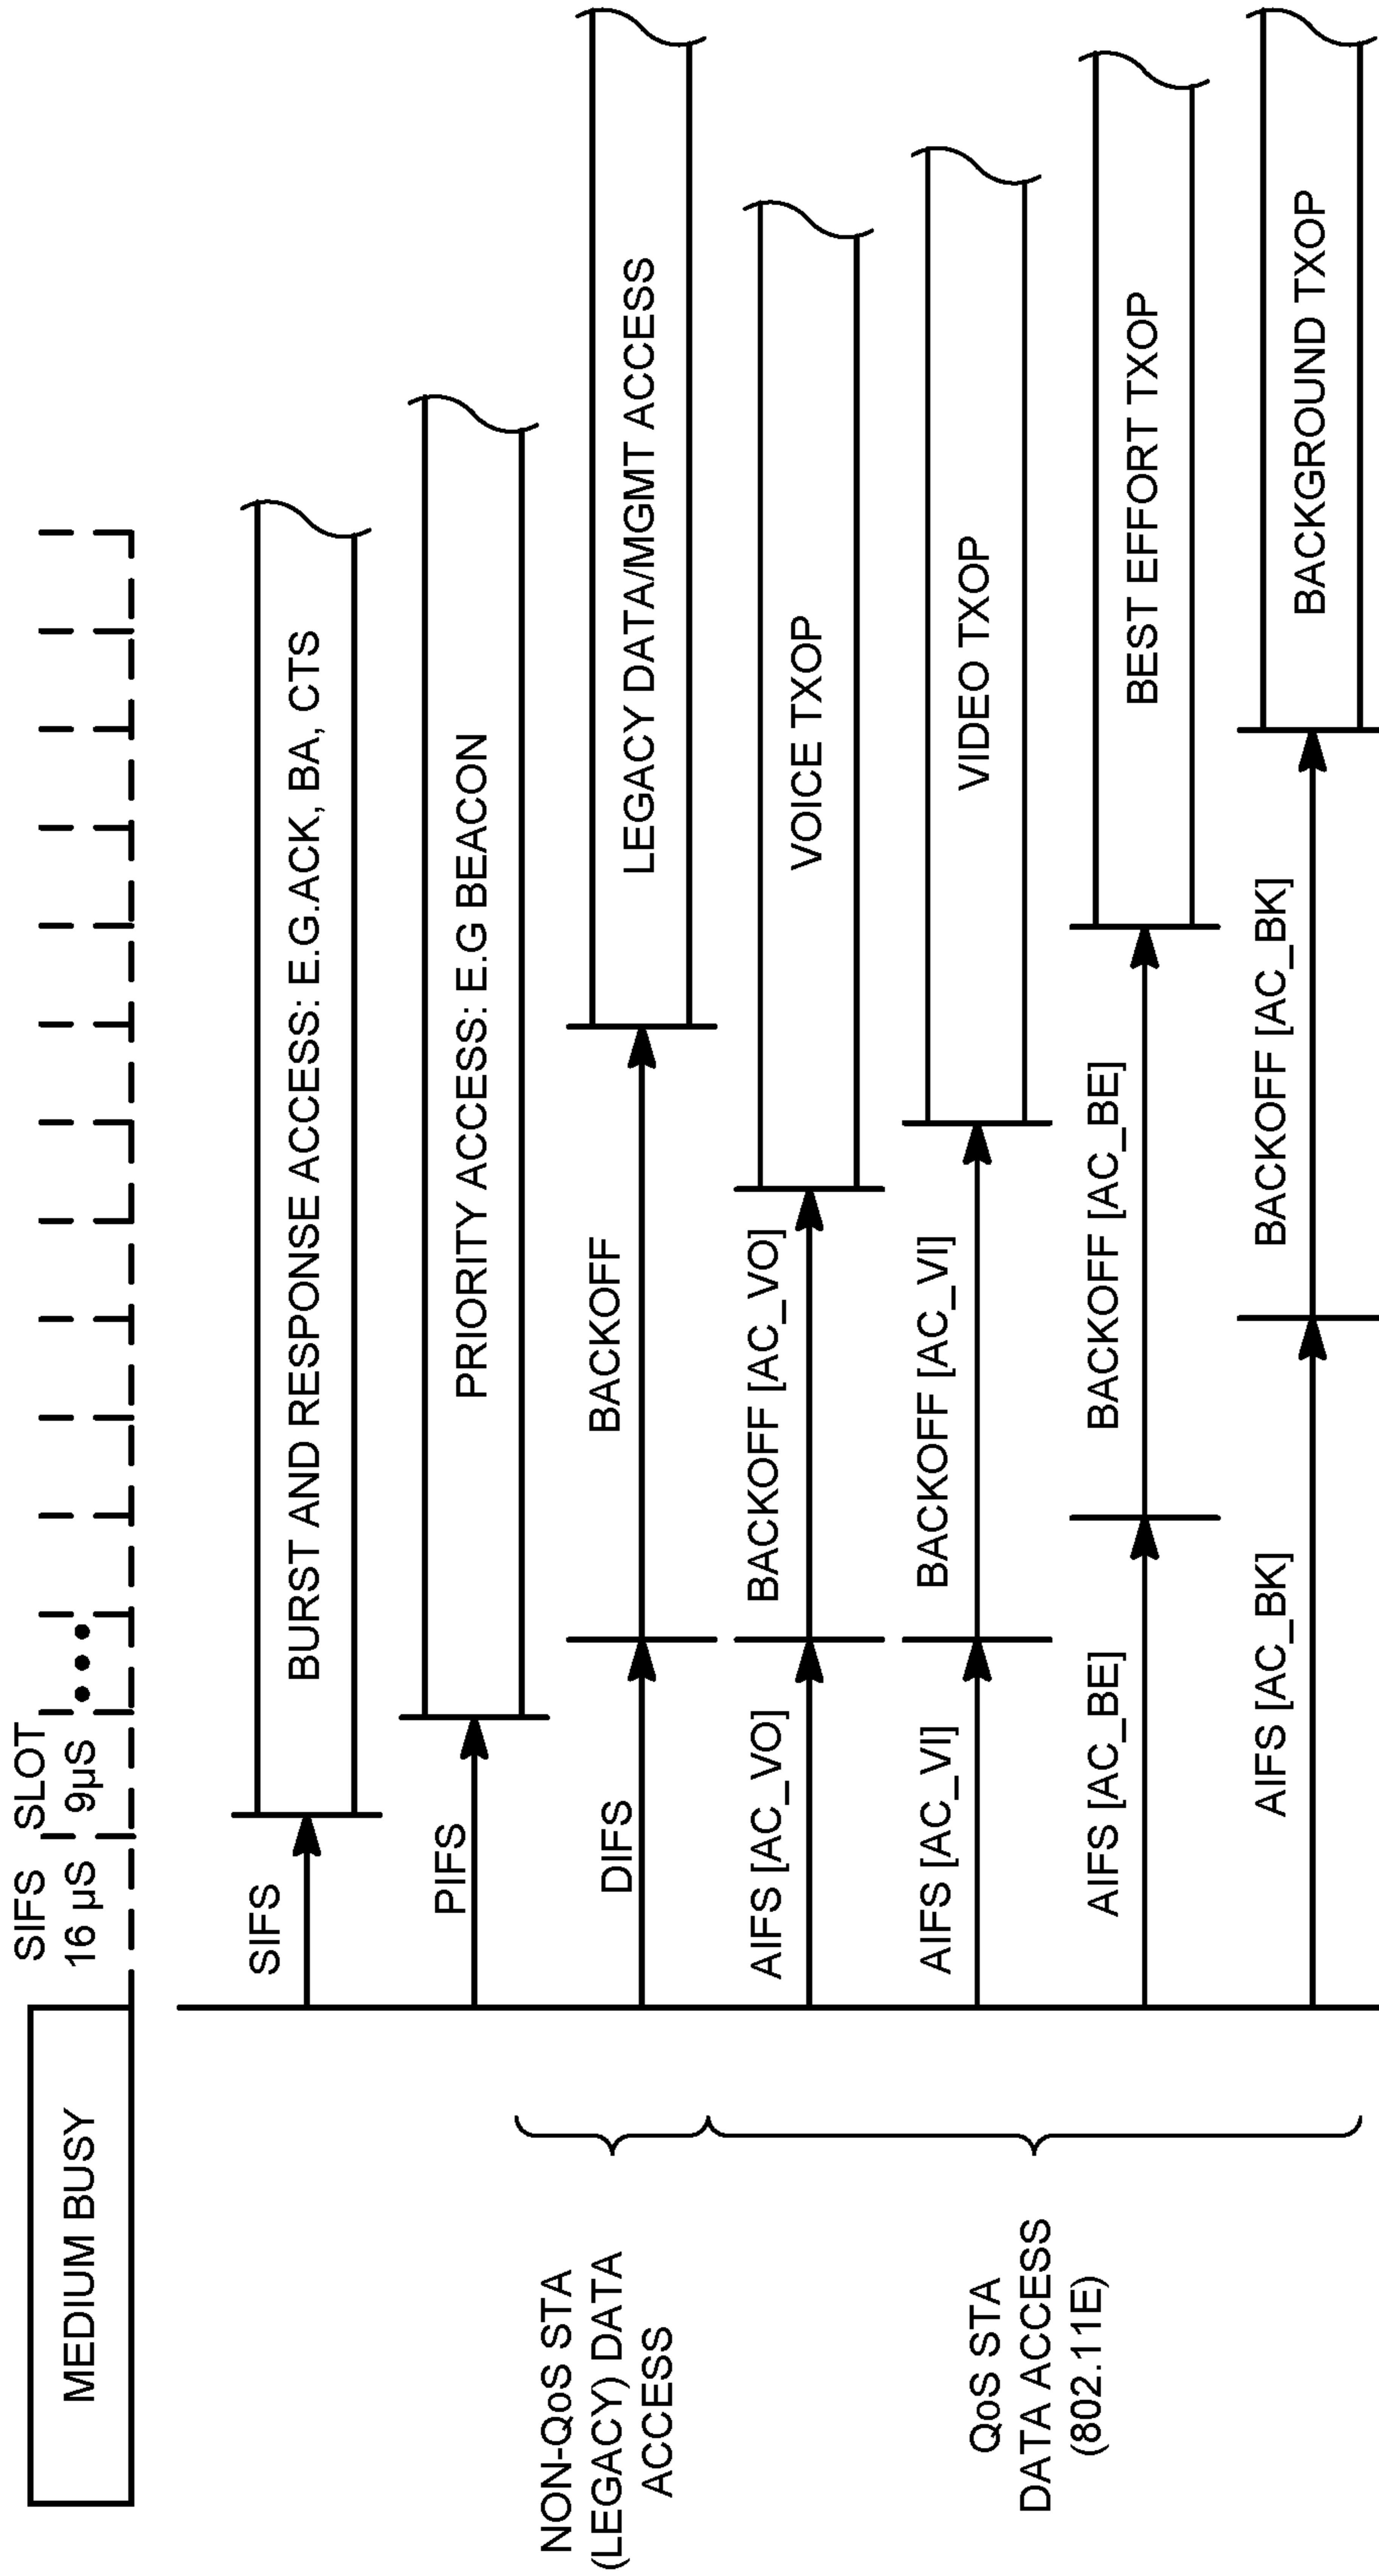 MEDIUM BUSY
SIFS SLOT
16 µS 9µS
SIFS
BURST AND RESPONSE ACCESS: E.G.ACK, BA, CTS
PIFS
PRIORITY ACCESS: E.G BEACON
NON-QoS STA
(LEGACY) DATA
ACCESS
DIFS
BACKOFF
LEGACY DATA/MGMT ACCESS
AIFS [AC_VO]
BACKOFF [AC_VO]
VOICE TXOP
QoS STA
DATA ACCESS
(802.11E)
AIFS [AC_VI]
BACKOFF [AC_VI]
VIDEO TXOP
AIFS [AC_BE]
BACKOFF [AC_BE]
BEST EFFORT TXOP
AIFS [AC_BK]
BACKOFF [AC_BK]
BACKGROUND TXOP